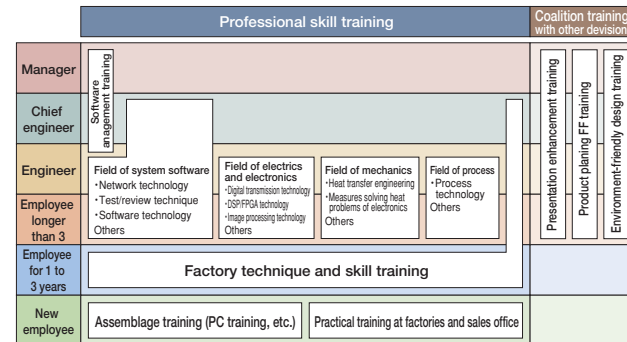 Professional skill training
Coalition training
with other devision
Manager
Chief
engineer
Engineer
Employee
longer
than 3
Employee
for 1 to
3 years
New
employee
Software
anagement training
Field of system software
・Network technology
・Test/review technique
・Software technology
Others
Field of electrics
and electronics
・Digital transmission technology
・DSP/FPGA technology
・Image processing technology
Others
Field of mechanics
・Heat transfer engineering
・Measures solving heat
problems of electronics
Others
Field of process
・Process
technology
Others
Presentation enhancement training
Product planing FF training
Environment-friendly design training
Factory technique and skill training
Assemblage training (PC training, etc.)
Practical training at factories and sales office